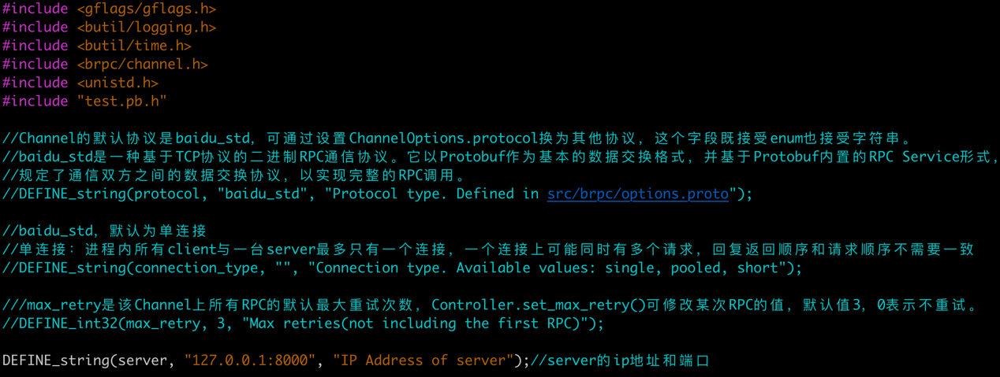 #include <gflags/gflags.h>
#include <butil/logging.h>
#include <butil/time.h>
#include <brpc/channel.h>
#include <unistd.h>
#include "test.pb.h"
//Channel的默认协议是baidu_std，可通过设置ChannelOptions.protocol换为其他协议，这个字段既接受enum也接受字符串。
//baidu_std是一种基于TCP协议的二进制RPC通信协议。它以Protobuf作为基本的数据交换格式，并基于Protobuf内置的RPC Service形式，
//规定了通信双方之间的数据交换协议，以实现完整的RPC调用。
//DEFINE_string(protocol, "baidu_std", "Protocol type. Defined in src/brpc/options.proto");
//baidu_std，默认为单连接
//单连接：进程内所有client与一台server最多只有一个连接，一个连接上可能同时有多个请求，回复返回顺序和请求顺序不需要一致
//DEFINE_string(connection_type, "", "Connection type. Available values: single, pooled, short");
///max_retry是该Channel上所有RPC的默认最大重试次数，Controller.set_max_retry()可修改某次RPC的值，默认值3，0表示不重试。
//DEFINE_int32(max_retry, 3, "Max retries(not including the first RPC)");
DEFINE_string(server, "127.0.0.1:8000", "IP Address of server");//server的ip地址和端口